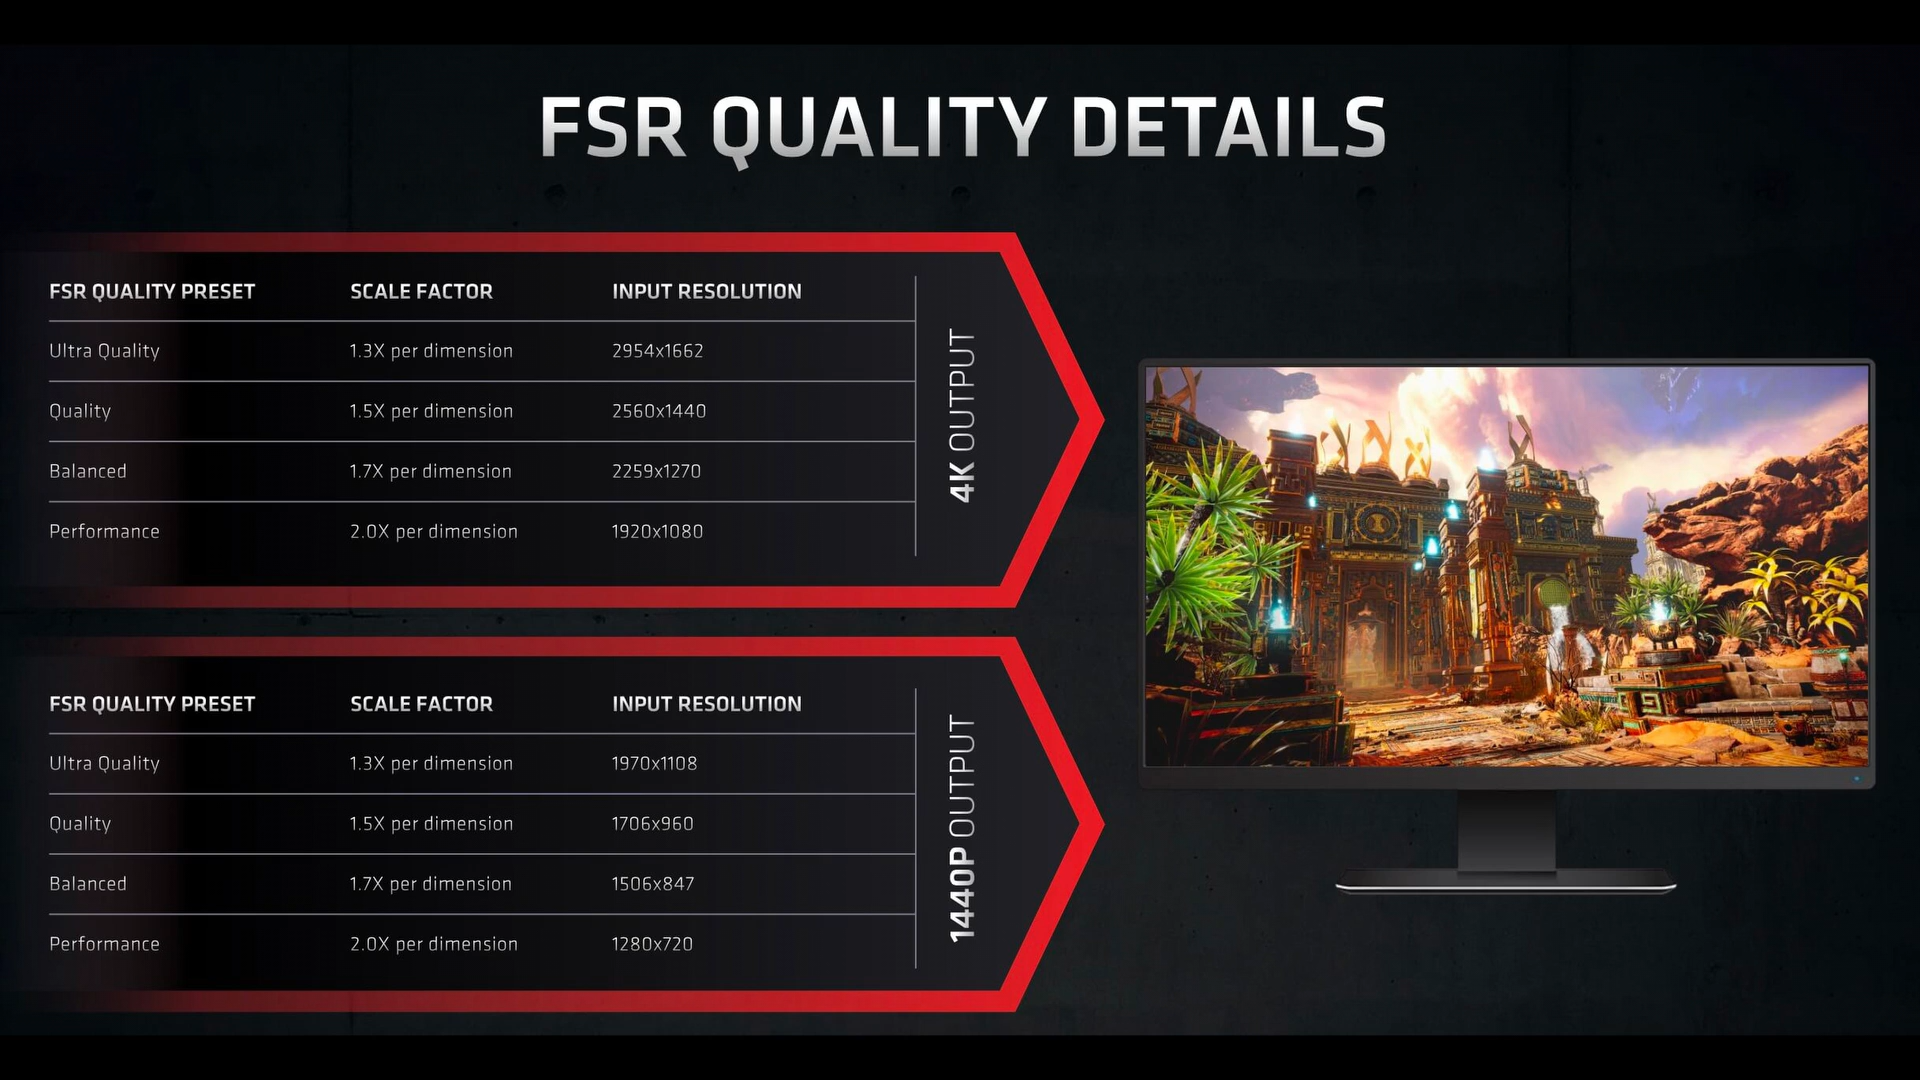 FSR QUALITY DETAILS
FSR QUALITY PRESET SCALE FACTOR INPUT RESOLUTION
Ultra Quality 1.3X per dimension 2954x1662
Quality 1.5X per dimension 2560x1440
Balanced 1.7X per dimension 2259x1270
Performance 2.0X per dimension 1920x1080
4K OUTPUT
FSR QUALITY PRESET SCALE FACTOR INPUT RESOLUTION
Ultra Quality 1.3X per dimension 1970x1108
Quality 1.5X per dimension 1706x960
Balanced 1.7X per dimension 1506x847
Performance 2.0X per dimension 1280x720
1440P OUTPUT